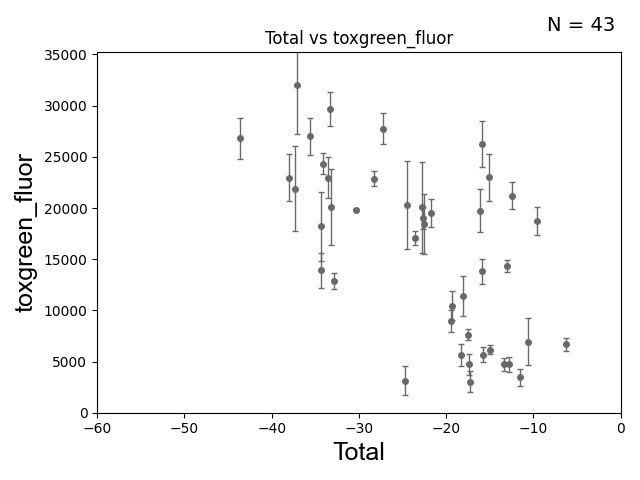 N = 43
Total vs toxgreen_fluor
35000
30000
25000
20000
15000
10000
5000
0
toxgreen_fluor
−60 −50 −40 −30 −20 −10 0
Total